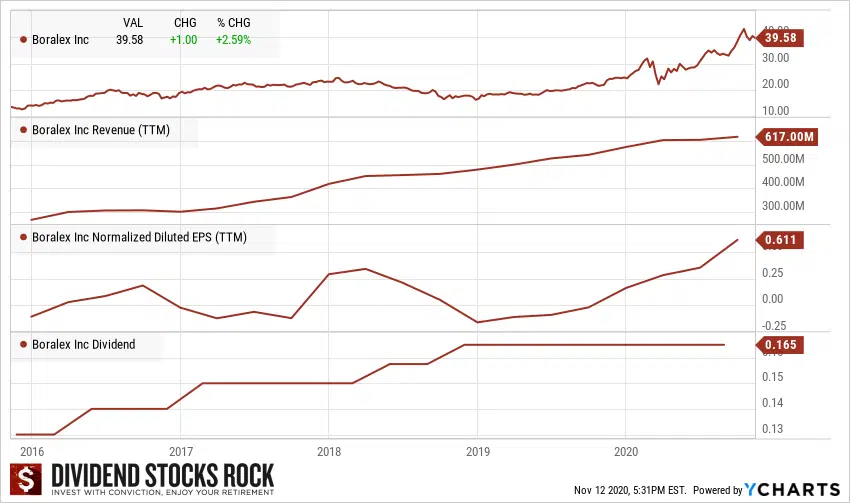 VAL CHG % CHG
Boralex Inc 39.58 +1.00 +2.59%
39.58
30.00
20.00
10.00
Boralex Inc Revenue (TTM)
617.00M
500.00M
400.00M
300.00M
Boralex Inc Normalized Diluted EPS (TTM)
0.611
0.25
0.00
-0.25
Boralex Inc Dividend
0.165
0.15
0.14
0.13
2016 2017 2018 2019 2020
$ DIVIDEND STOCKS ROCK
INVEST WITH CONVICTION, ENJOY YOUR RETIREMENT
Nov 12 2020, 5:31PM EST. Powered by YCHARTS